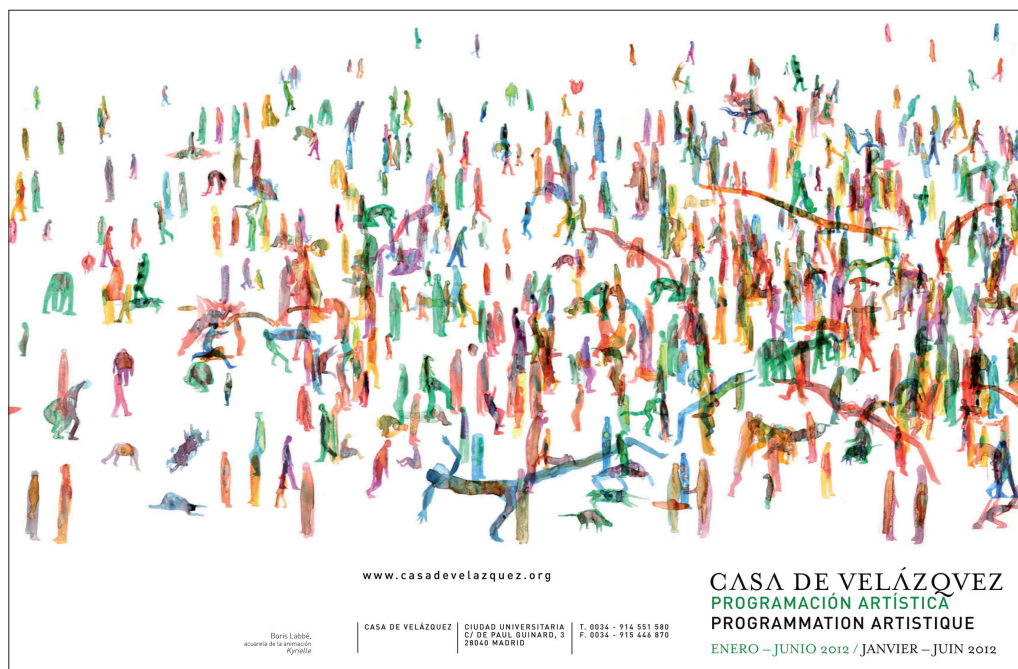 www.casadevelazquez.org
CASA DE VELÁZQVEZ
PROGRAMACIÓN ARTÍSTICA
PROGRAMMATION ARTISTIQUE
ENERO – JUNIO 2012 / JANVIER – JUIN 2012
Boris Labbé,
acuarela de la animación
Kyrielle
CASA DE VELÁZQUEZ
CIUDAD UNIVERSITARIA
C/ DE PAUL GUINARD, 3
28040 MADRID
T. 0034 - 914 551 580
F. 0034 - 915 446 870